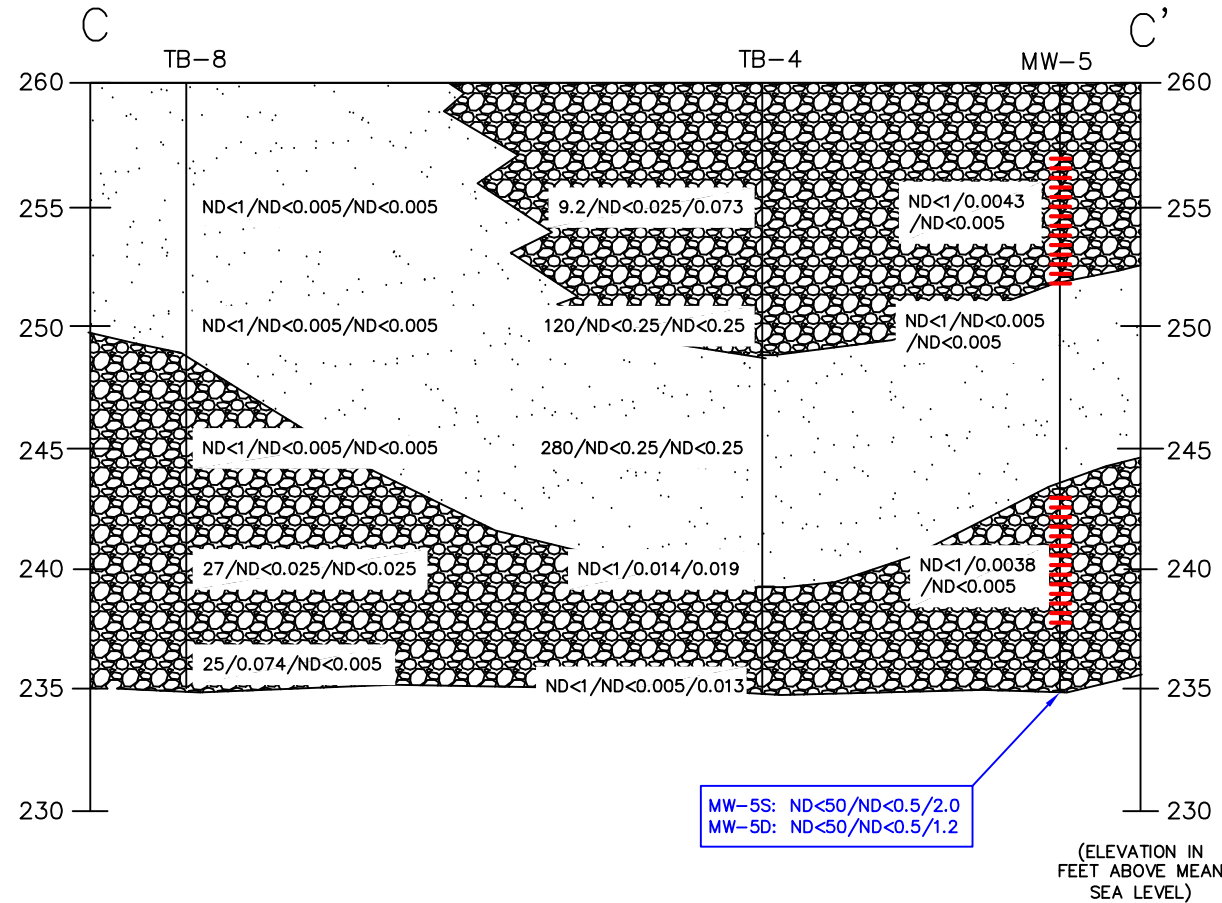 C
C'
TB-8
TB-4
MW-5
260
260
255
ND<1/ND<0.005/ND<0.005
9.2/ND<0.025/0.073
ND<1/0.0043
/ND<0.005
255
250
ND<1/ND<0.005/ND<0.005
120/ND<0.25/ND<0.25
ND<1/ND<0.005
/ND<0.005
250
245
ND<1/ND<0.005/ND<0.005
280/ND<0.25/ND<0.25
245
240
27/ND<0.025/ND<0.025
ND<1/0.014/0.019
ND<1/0.0038
/ND<0.005
240
25/0.074/ND<0.005
235
ND<1/ND<0.005/0.013
235
230
MW-5S: ND<50/ND<0.5/2.0
MW-5D: ND<50/ND<0.5/1.2
230
(ELEVATION IN
FEET ABOVE MEAN
SEA LEVEL)